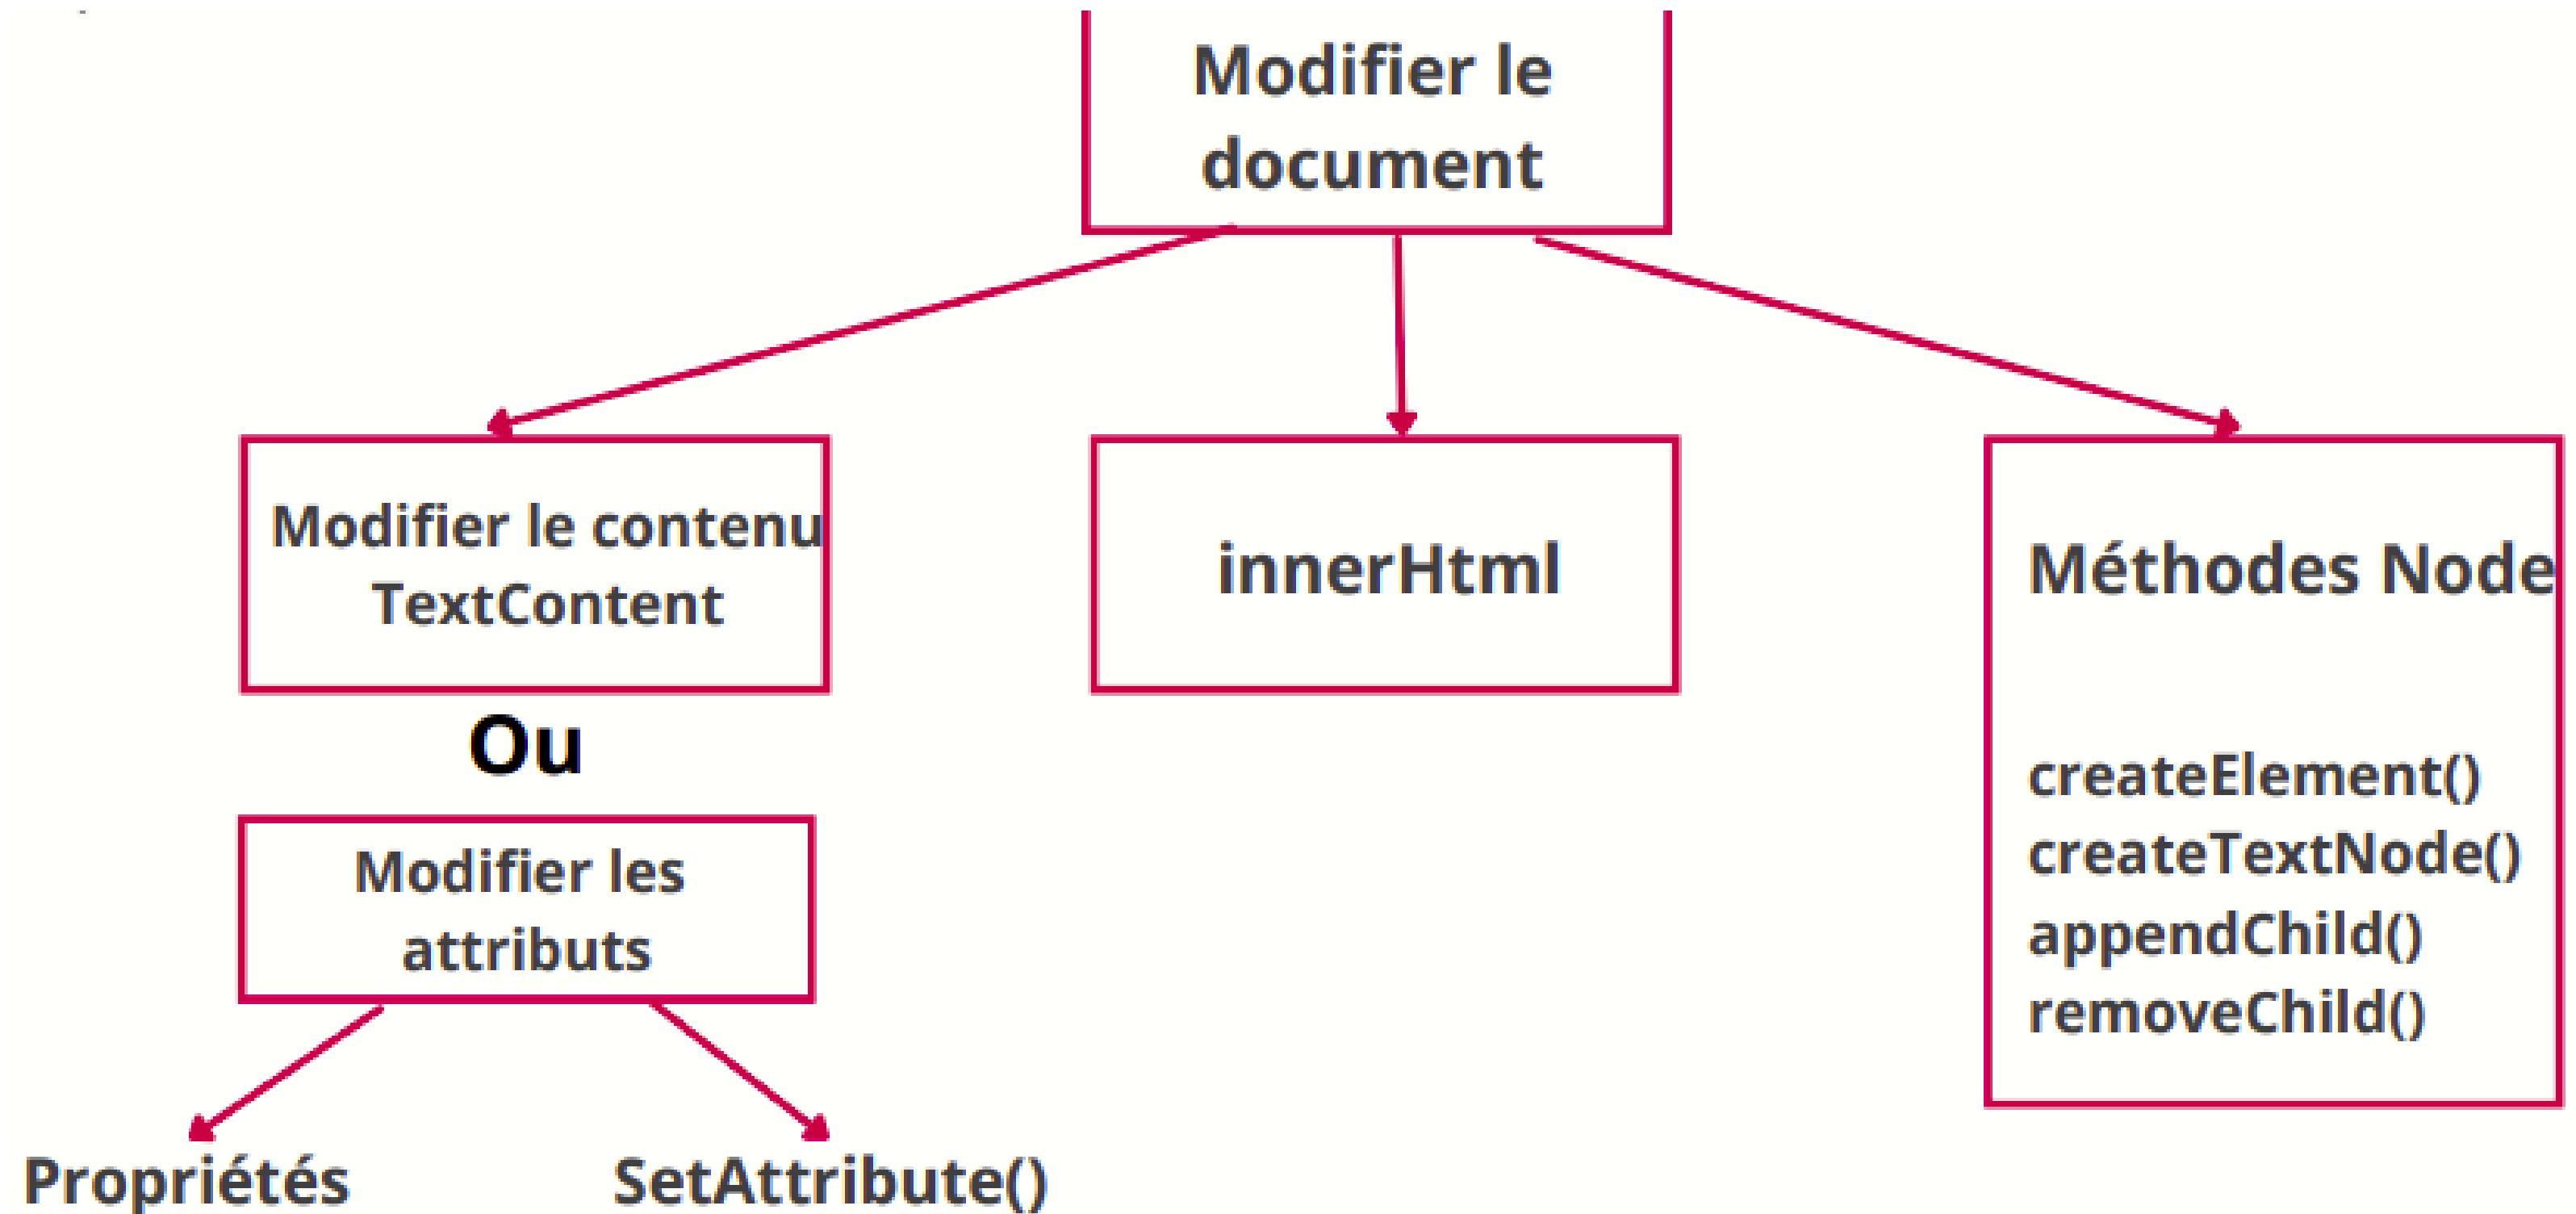 Modifier le
document
Modifier le contenu
TextContent
innerHtml
Méthodes Node
Ou
createElement()
createTextNode()
appendChild()
removeChild()
Modifier les
attributs
Propriétés
SetAttribute()